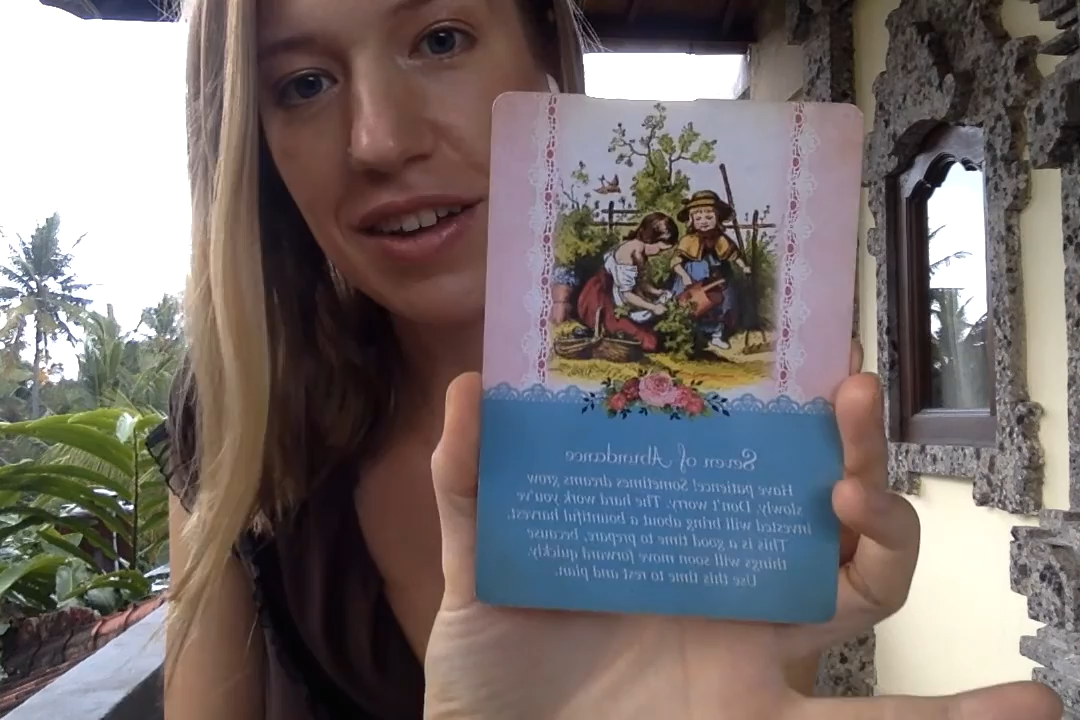 Seven of Abundance
Have patience! Sometimes dreams grow
slowly. Don't worry. The hard work you've
invested will bring about a bountiful harvest.
This is a good time to prepare, because
things will soon move forward quickly.
Use this time to rest and plan.